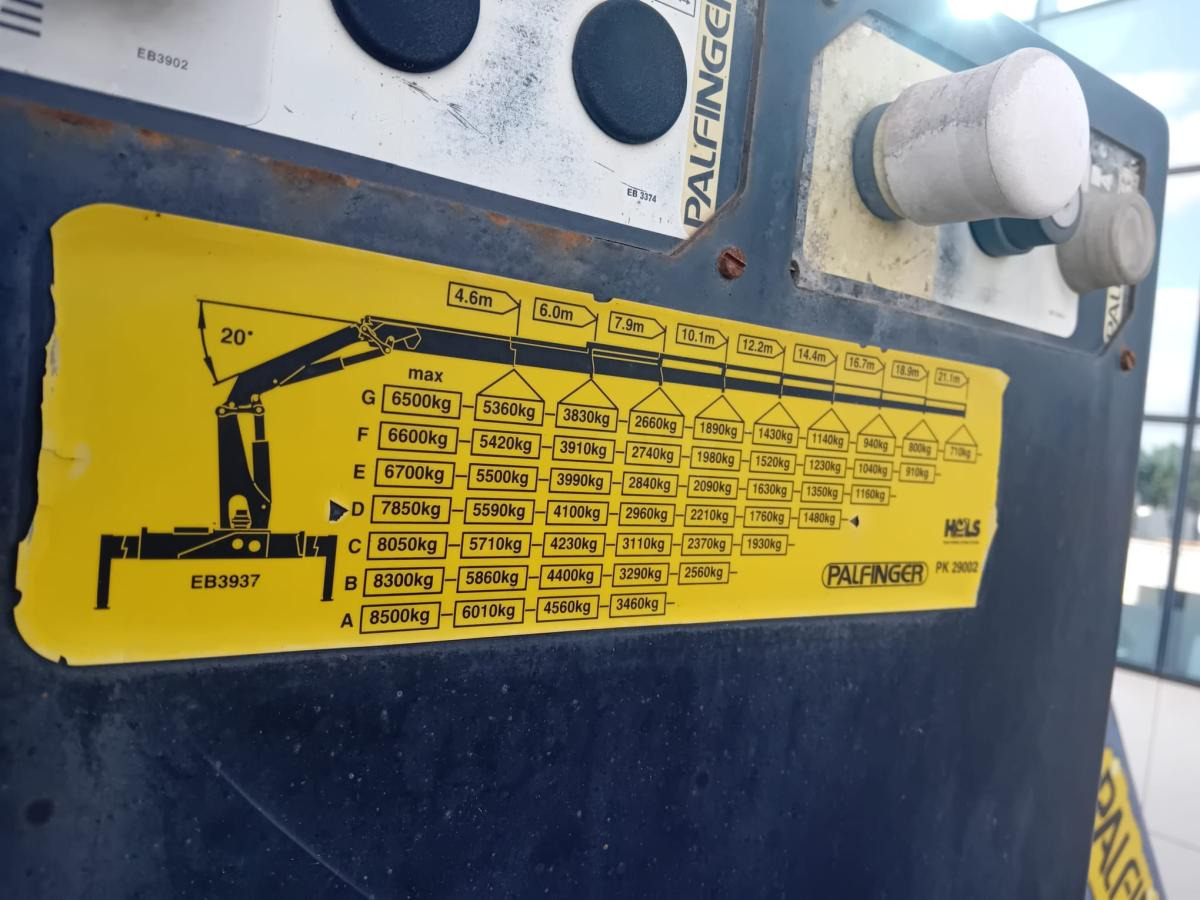 EB3902
EB 3374
PALFINGER
20°
4.6m 6.0m 7.9m 10.1m 12.2m 14.4m 16.7m 18.9m 21.1m
max
G 6500kg 5360kg 3830kg 2660kg 1890kg 1430kg 1140kg 940kg 800kg 710kg
F 6600kg 5420kg 3910kg 2740kg 1980kg 1520kg 1230kg 1040kg 910kg
E 6700kg 5500kg 3990kg 2840kg 2090kg 1630kg 1350kg 1160kg
D 7850kg 5590kg 4100kg 2960kg 2210kg 1760kg 1480kg
C 8050kg 5710kg 4230kg 3110kg 2370kg 1930kg
B 8300kg 5860kg 4400kg 3290kg 2560kg
A 8500kg 6010kg 4560kg 3460kg
EB3937
HOLS
PALFINGER PK 29002
PAL
PALFI